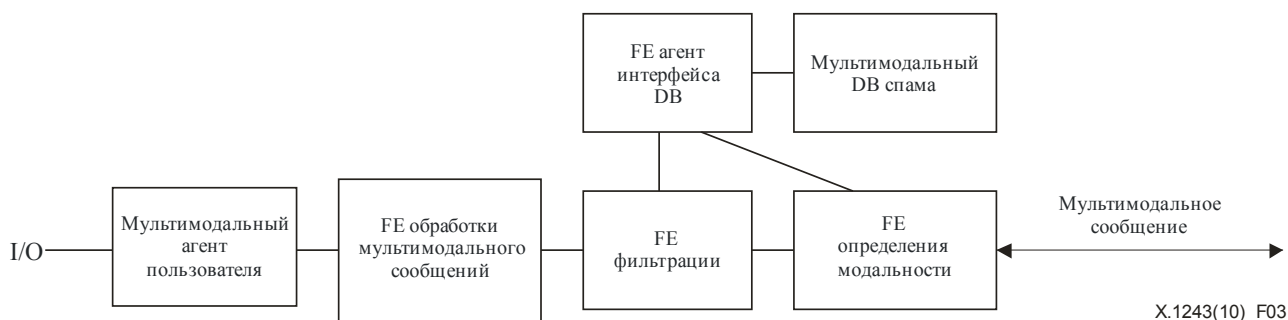 FE агент
интерфейса
DB
Мультимодальный
DB спама
I/O
Мультимодальный
агент
пользователя
FE обработки
мультимодального
сообщений
FE
фильтрации
FE
определения
модальности
Мультимодальное
сообщение
X.1243(10)_F03